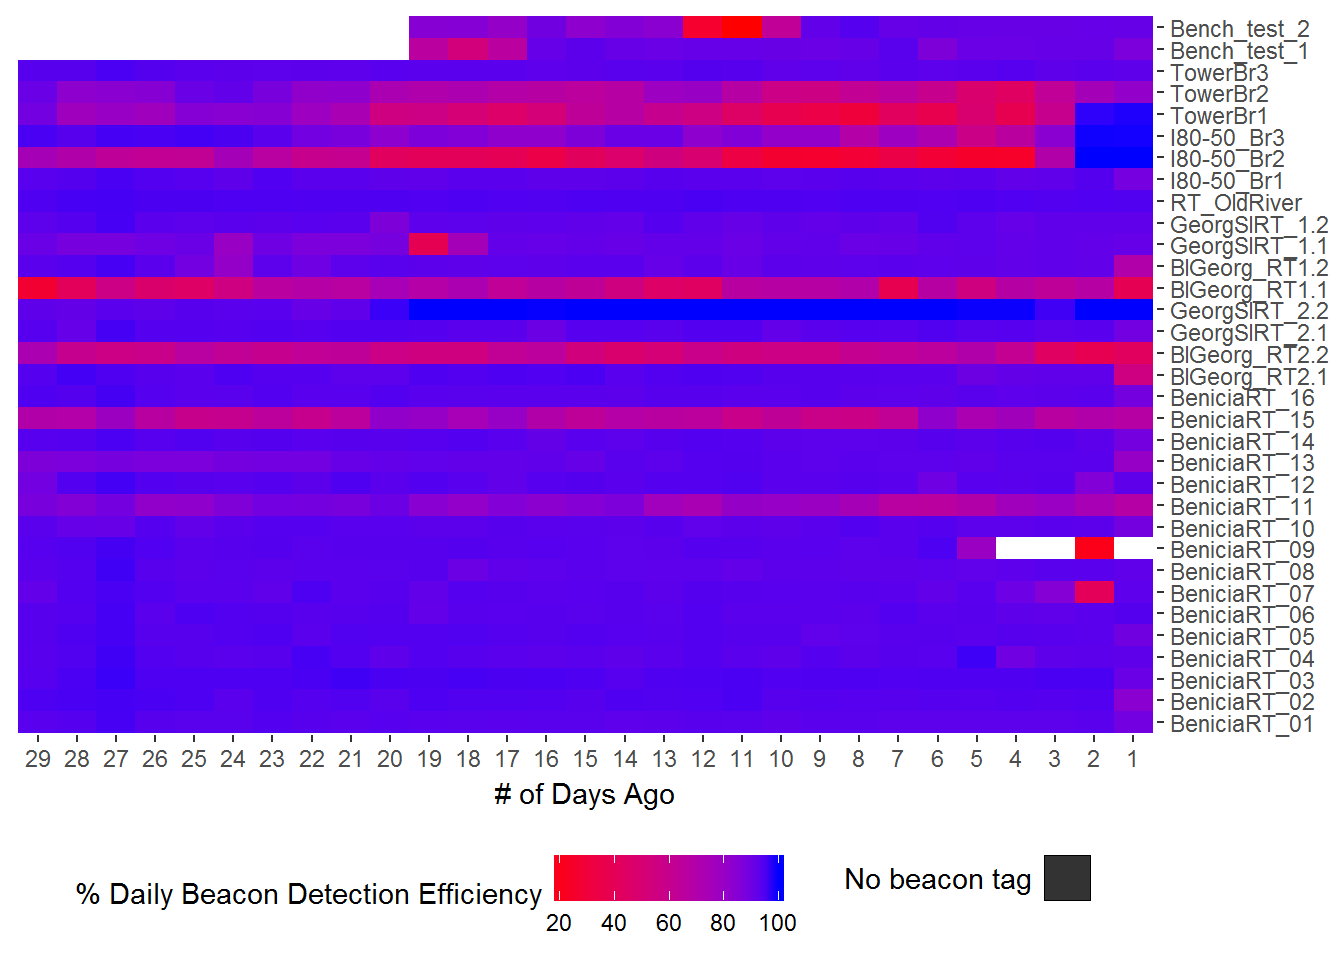 Bench_test_2
Bench_test_1
TowerBr3
TowerBr2
TowerBr1
I80-50_Br3
I80-50_Br2
I80-50_Br1
RT_OldRiver
GeorgSlRT_1.2
GeorgSlRT_1.1
BlGeorg_RT1.2
BlGeorg_RT1.1
GeorgSlRT_2.2
GeorgSlRT_2.1
BlGeorg_RT2.2
BlGeorg_RT2.1
BeniciaRT_16
BeniciaRT_15
BeniciaRT_14
BeniciaRT_13
BeniciaRT_12
BeniciaRT_11
BeniciaRT_10
BeniciaRT_09
BeniciaRT_08
BeniciaRT_07
BeniciaRT_06
BeniciaRT_05
BeniciaRT_04
BeniciaRT_03
BeniciaRT_02
BeniciaRT_01
29 28 27 26 25 24 23 22 21 20 19 18 17 16 15 14 13 12 11 10 9 8 7 6 5 4 3 2 1
# of Days Ago
% Daily Beacon Detection Efficiency
20 40 60 80 100
No beacon tag